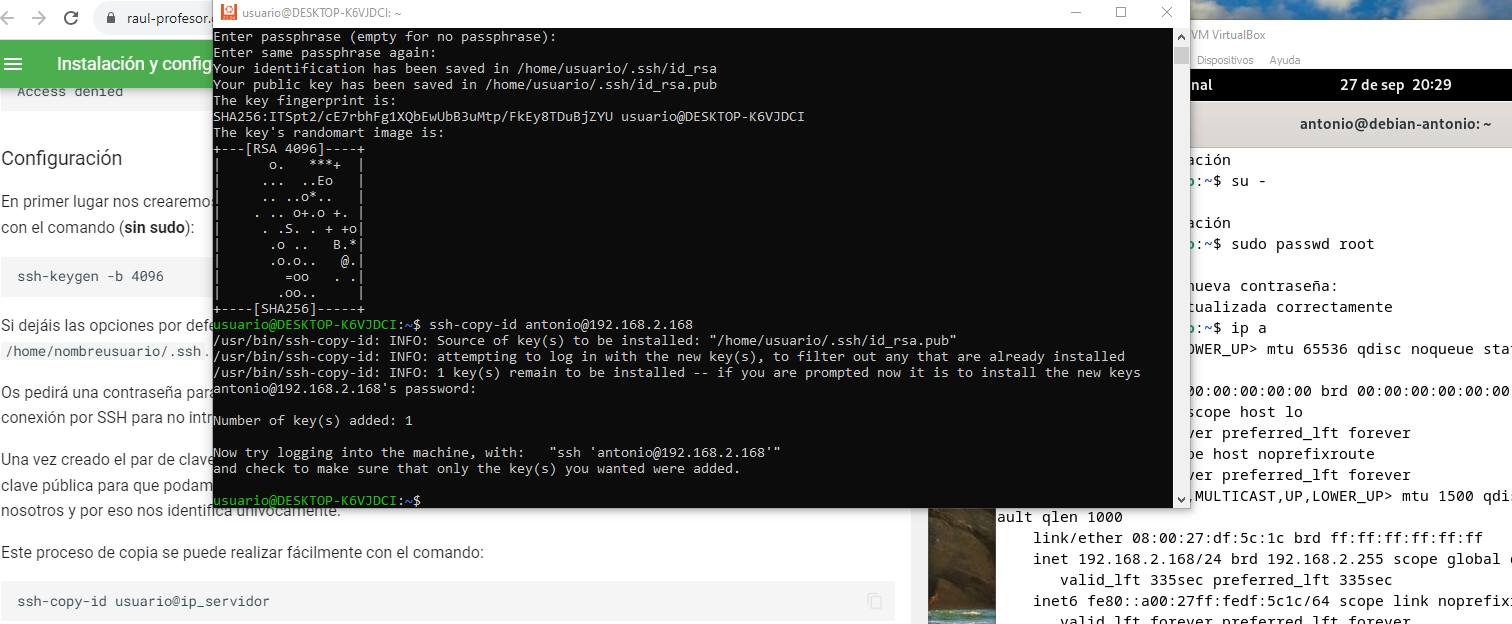 raul-profesor.
Instalación y config
Access denied
Configuración
En primer lugar nos crearemos
con el comando (sin sudo):
ssh-keygen -b 4096
Si dejáis las opciones por defe
/home/nombreusuario/.ssh.
Os pedirá una contraseña para
conexión por SSH para no intr
Una vez creado el par de clave
clave pública para que podam
nosotros y por eso nos identifica unívocamente.
Este proceso de copia se puede realizar fácilmente con el comando:
ssh-copy-id usuario@ip_servidor
usuario@DESKTOP-K6VJDCI: ~
Enter passphrase (empty for no passphrase):
Enter same passphrase again:
Your identification has been saved in /home/usuario/.ssh/id_rsa
Your public key has been saved in /home/usuario/.ssh/id_rsa.pub
The key fingerprint is:
SHA256:ITSpt2/cE7rbhFg1XQbEwUbB3uMtp/FkEy8TDuBjZYU usuario@DESKTOP-K6VJDCI
The key's randomart image is:
+---[RSA 4096]----+
|      o.   ***+  |
|     ...  ..Eo   |
|     .. ..o*..   |
|    . .. o+.o +. |
|     . .S. . + +o|
|      .o ..   B.*|
|      .o.o..   @.|
|        =oo   . .|
|       .oo..     |
+----[SHA256]-----+
usuario@DESKTOP-K6VJDCI:~$ ssh-copy-id antonio@192.168.2.168
/usr/bin/ssh-copy-id: INFO: Source of key(s) to be installed: "/home/usuario/.ssh/id_rsa.pub"
/usr/bin/ssh-copy-id: INFO: attempting to log in with the new key(s), to filter out any that are already installed
/usr/bin/ssh-copy-id: INFO: 1 key(s) remain to be installed -- if you are prompted now it is to install the new keys
antonio@192.168.2.168's password:
Number of key(s) added: 1
Now try logging into the machine, with:   "ssh 'antonio@192.168.2.168'"
and check to make sure that only the key(s) you wanted were added.
usuario@DESKTOP-K6VJDCI:~$
VM VirtualBox
Dispositivos Ayuda
nal 27 de sep 20:29
antonio@debian-antonio: ~
ación
o:~$ su -
ación
o:~$ sudo passwd root
nueva contraseña:
tualizada correctamente
o:~$ ip a
OWER_UP> mtu 65536 qdisc noqueue stat
00:00:00:00:00 brd 00:00:00:00:00:00
scope host lo
ver preferred_lft forever
pe host noprefixroute
ver preferred_lft forever
,MULTICAST,UP,LOWER_UP> mtu 1500 qdis
ault qlen 1000
link/ether 08:00:27:df:5c:1c brd ff:ff:ff:ff:ff:ff
inet 192.168.2.168/24 brd 192.168.2.255 scope global
valid_lft 335sec preferred_lft 335sec
inet6 fe80::a00:27ff:fedf:5c1c/64 scope link noprefix
valid_lft forever preferred_lft forever